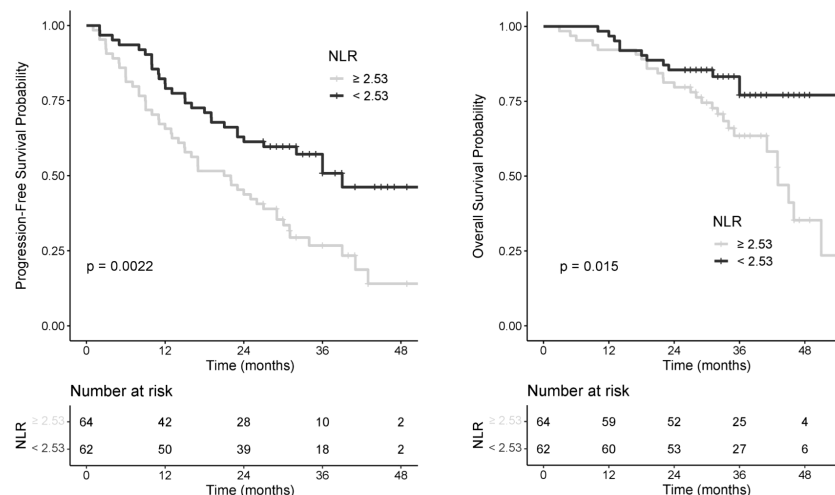 Progression-Free Survival Probability
1.00
0.75
0.50
0.25
0.00
NLR
≥ 2.53
< 2.53
p = 0.0022
0 12 24 36 48
Time (months)
Number at risk
NLR
≥ 2.53 64 42 28 10 2
< 2.53 62 50 39 18 2
0 12 24 36 48
Time (months)
Overall Survival Probability
1.00
0.75
0.50
0.25
0.00
NLR
≥ 2.53
< 2.53
p = 0.015
0 12 24 36 48
Time (months)
Number at risk
NLR
≥ 2.53 64 59 52 25 4
< 2.53 62 60 53 27 6
0 12 24 36 48
Time (months)